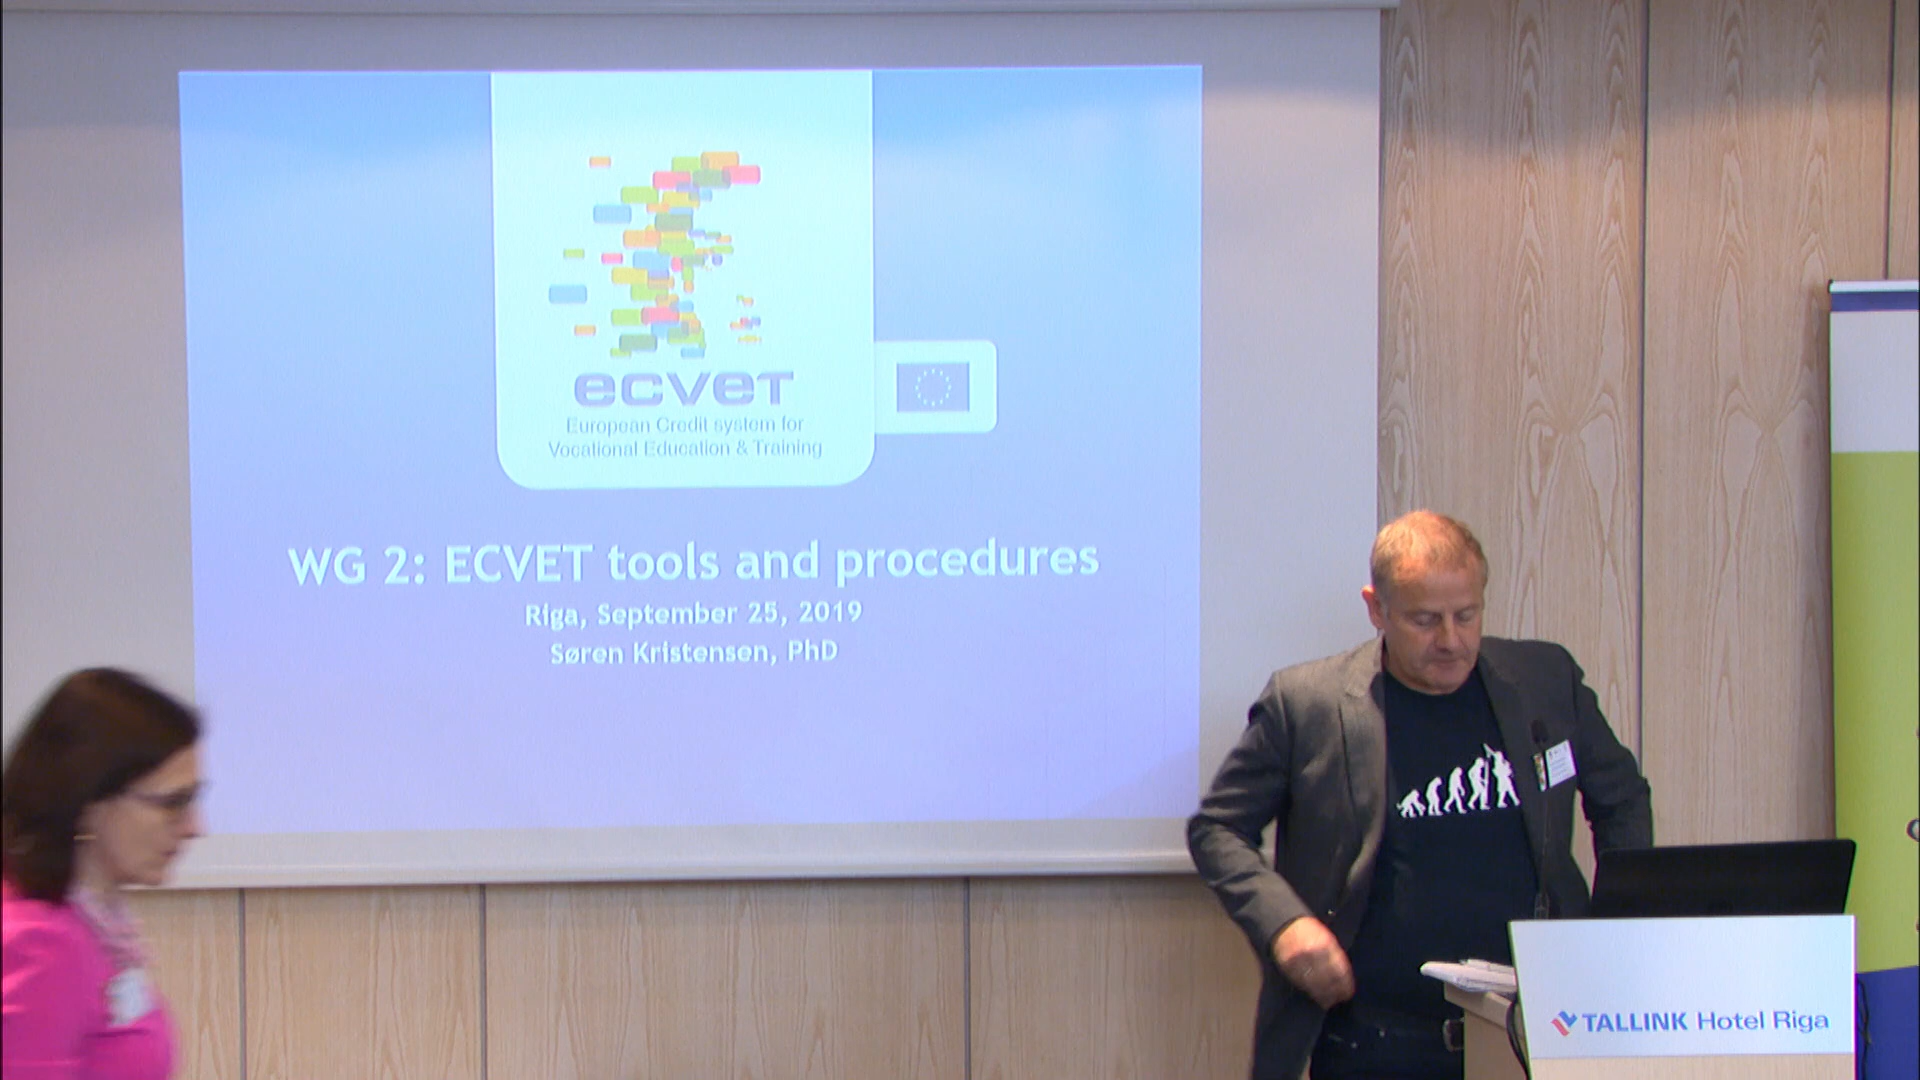 ecvet
European Credit system for
Vocational Education & Training
WG 2: ECVET tools and procedures
Riga, September 25, 2019
Søren Kristensen, PhD
TALLINK Hotel Riga